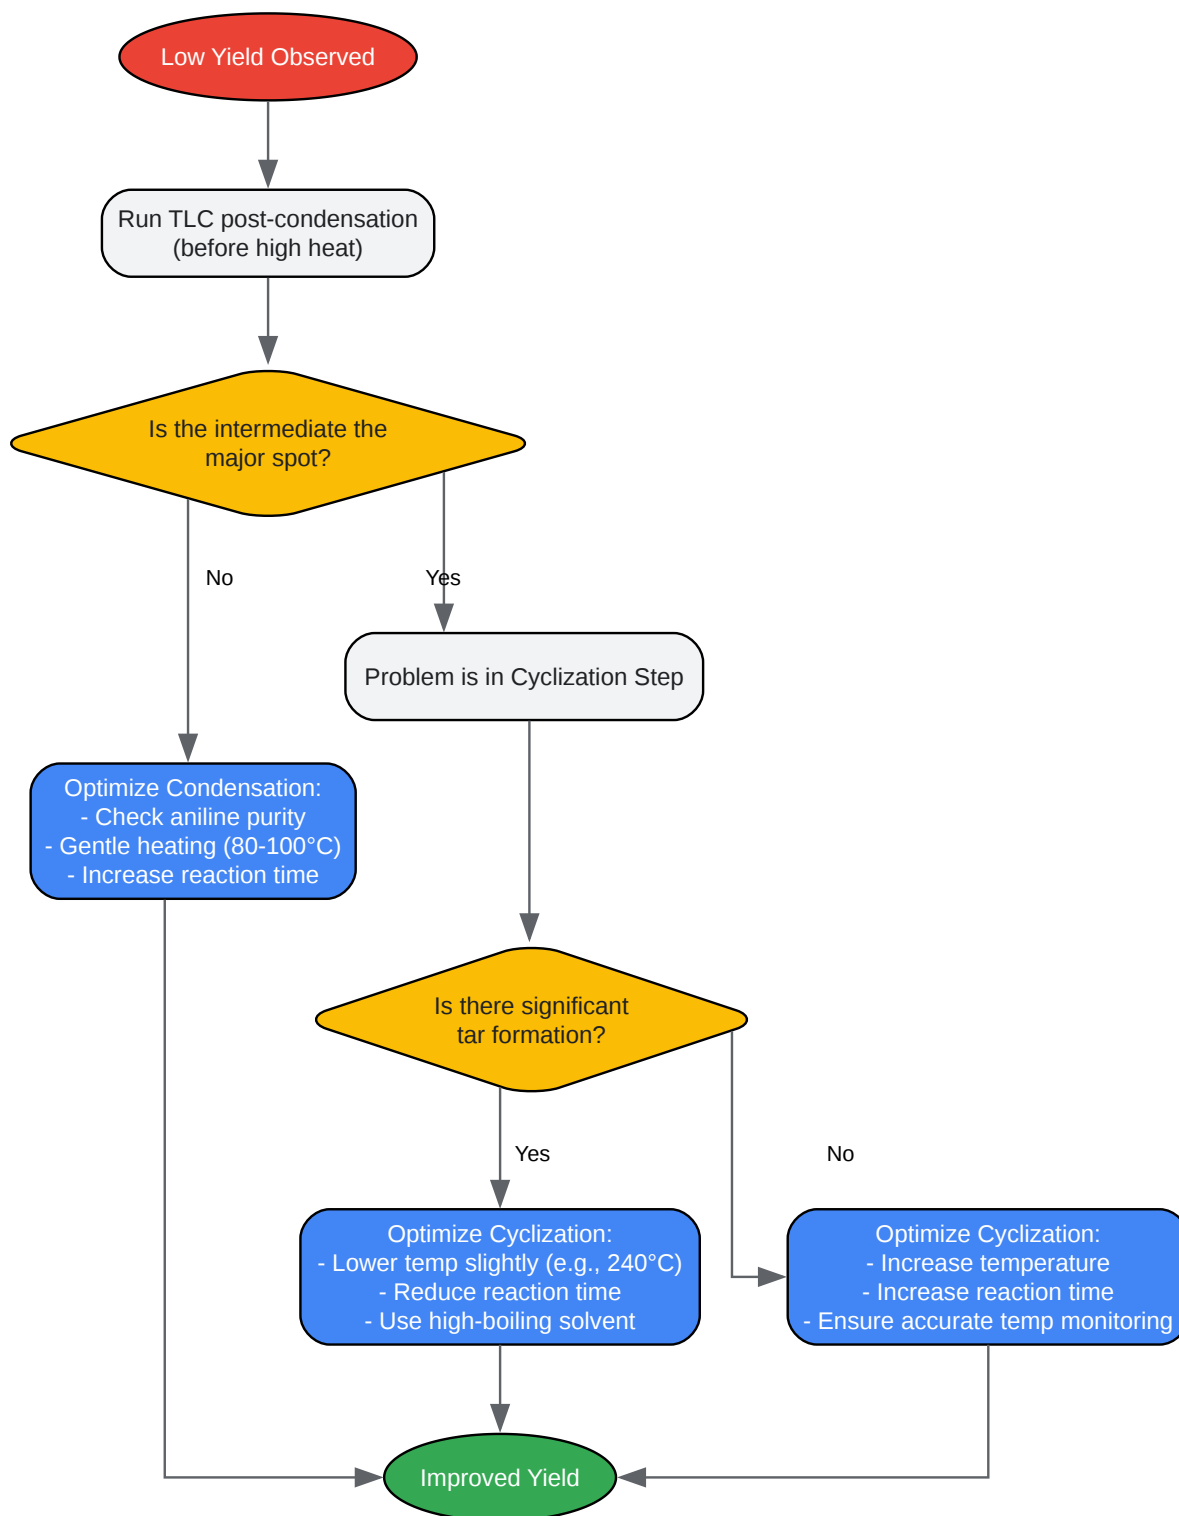 Low Yield Observed
Run TLC post-condensation
(before high heat)
Is the intermediate the
major spot?
No
Yes
Problem is in Cyclization Step
Optimize Condensation:
- Check aniline purity
- Gentle heating (80-100°C)
- Increase reaction time
Is there significant
tar formation?
Yes
No
Optimize Cyclization:
- Lower temp slightly (e.g., 240°C)
- Reduce reaction time
- Use high-boiling solvent
Optimize Cyclization:
- Increase temperature
- Increase reaction time
- Ensure accurate temp monitoring
Improved Yield